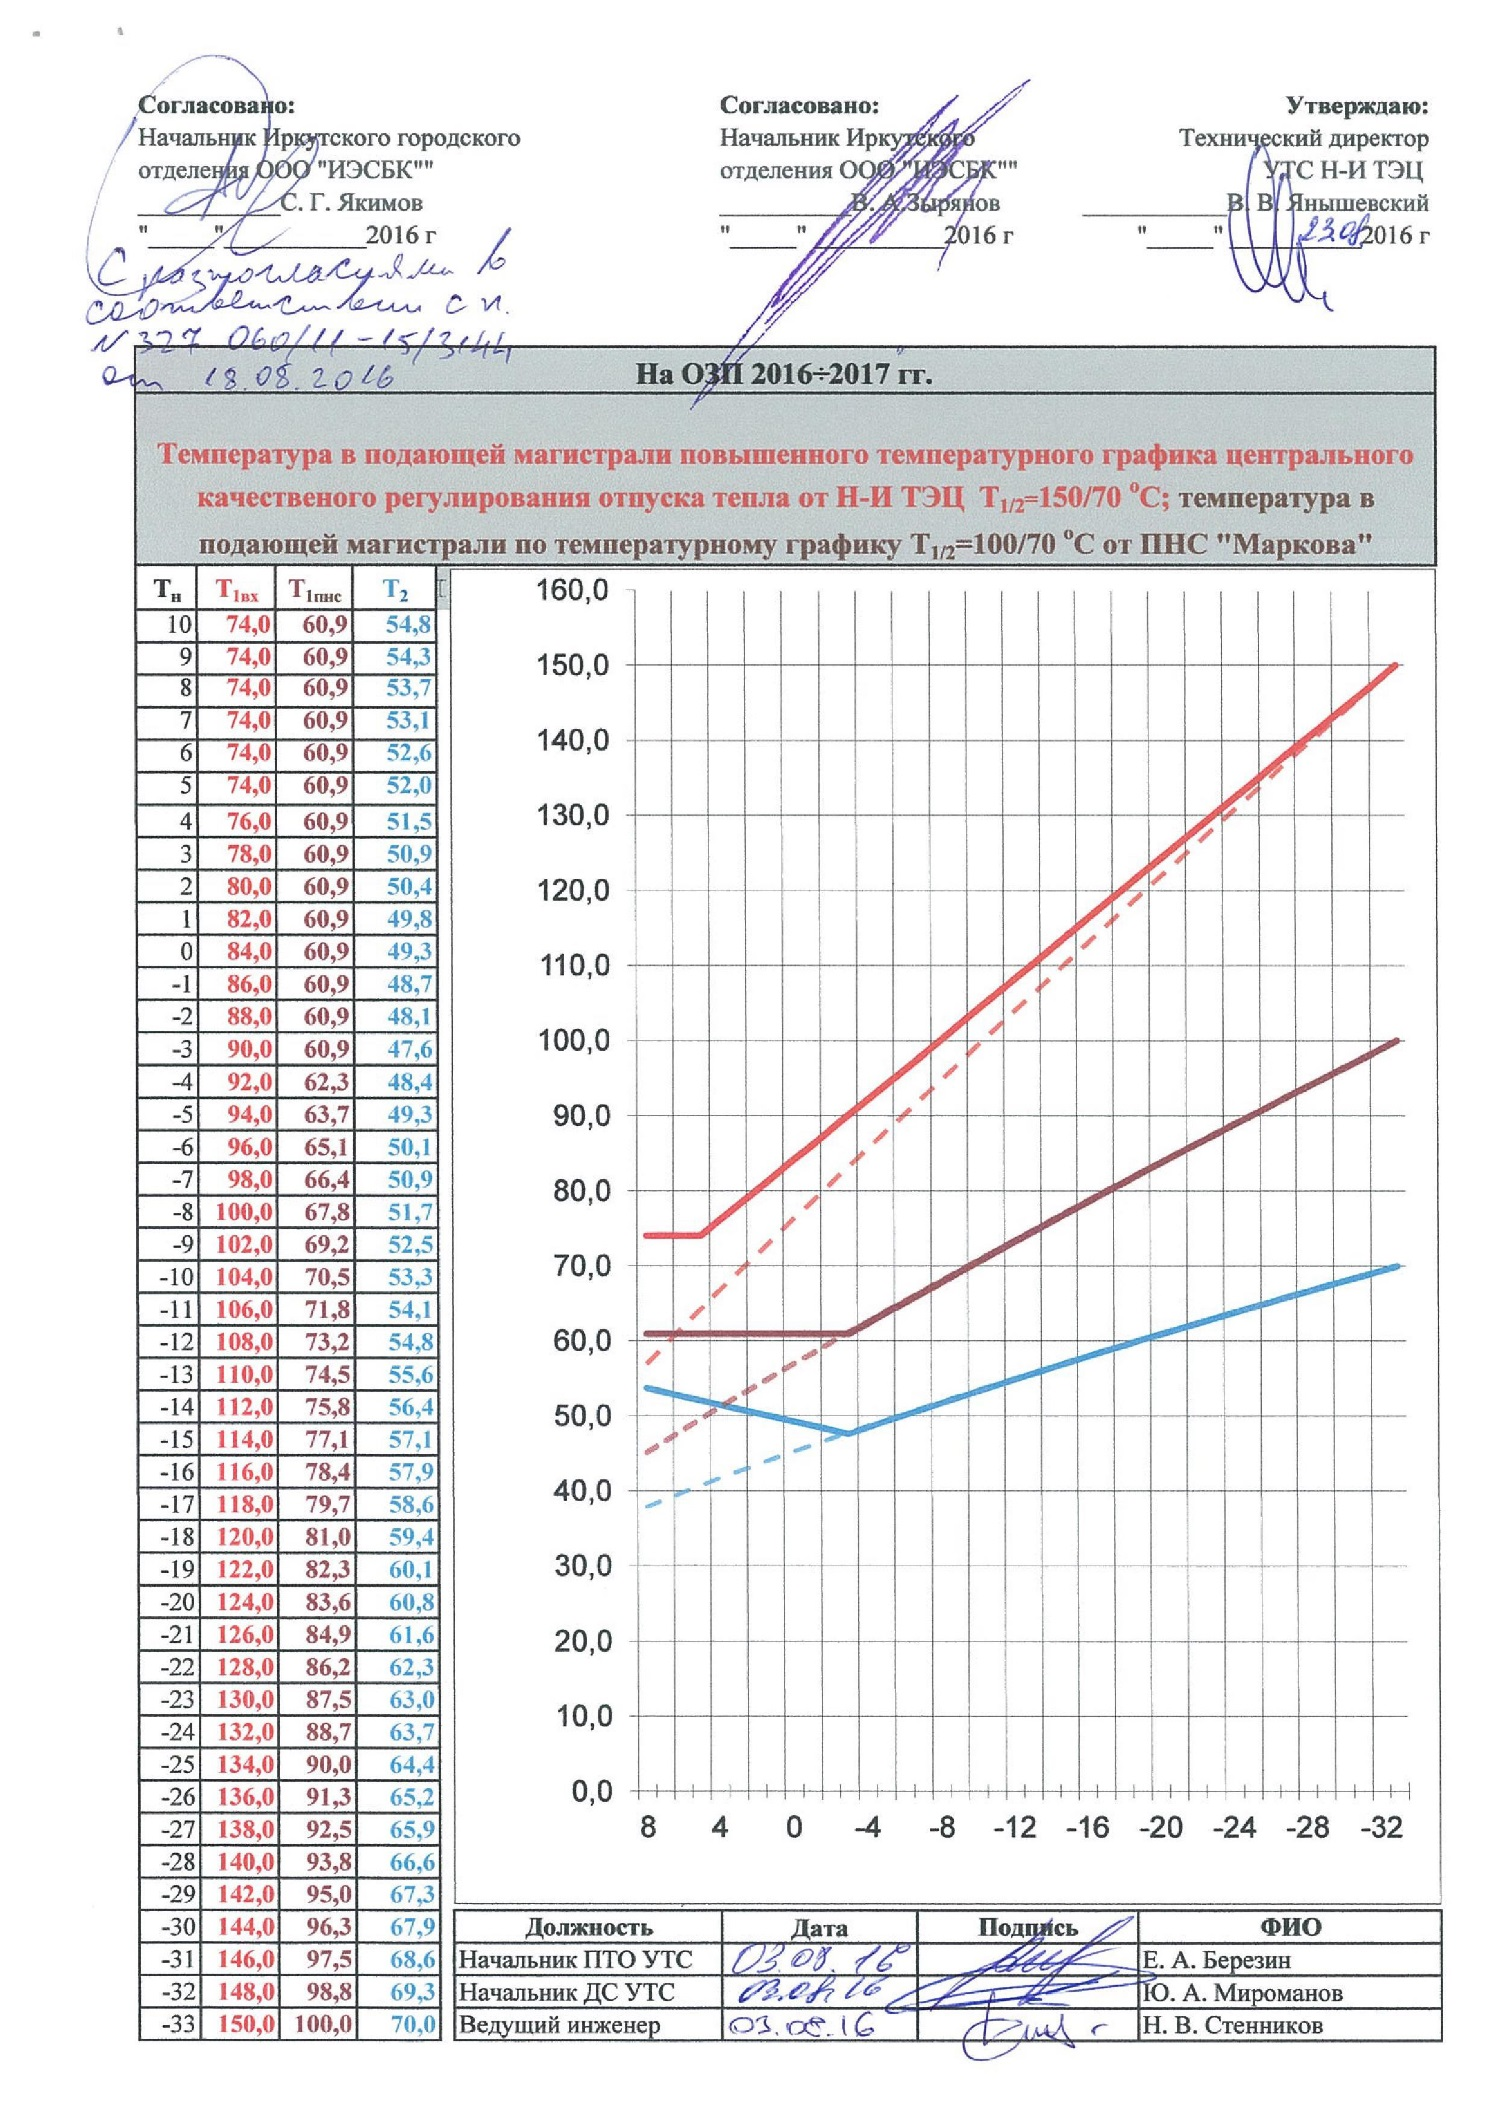 Согласовано:
Начальник Иркутского городского
отделения ООО "ИЭСБК""
____________С. Г. Якимов
"_____"____________2016 г
С разногласиями в
соответствии с п.
N 327 060/11-15/3144
от 18.08.2016
Согласовано:
Начальник Иркутского
отделения ООО "ИЭСБК""
___________В. А.Зырянов
"_____"____________2016 г
Утверждаю:
Технический директор
УТС Н-И ТЭЦ
____________В. В. Янышевский
"_____"____23.08 2016 г
На ОЗП 2016÷2017 гг.
Температура в подающей магистрали повышенного температурного графика центрального
качественого регулирования отпуска тепла от Н-И ТЭЦ T1/2=150/70 °С; температура в
подающей магистрали по температурному графику T1/2=100/70 °С от ПНС "Маркова"
Тн Т1вх Т1пнс Т2
10 74,0 60,9 54,8
9 74,0 60,9 54,3
8 74,0 60,9 53,7
7 74,0 60,9 53,1
6 74,0 60,9 52,6
5 74,0 60,9 52,0
4 76,0 60,9 51,5
3 78,0 60,9 50,9
2 80,0 60,9 50,4
1 82,0 60,9 49,8
0 84,0 60,9 49,3
-1 86,0 60,9 48,7
-2 88,0 60,9 48,1
-3 90,0 60,9 47,6
-4 92,0 62,3 48,4
-5 94,0 63,7 49,3
-6 96,0 65,1 50,1
-7 98,0 66,4 50,9
-8 100,0 67,8 51,7
-9 102,0 69,2 52,5
-10 104,0 70,5 53,3
-11 106,0 71,8 54,1
-12 108,0 73,2 54,8
-13 110,0 74,5 55,6
-14 112,0 75,8 56,4
-15 114,0 77,1 57,1
-16 116,0 78,4 57,9
-17 118,0 79,7 58,6
-18 120,0 81,0 59,4
-19 122,0 82,3 60,1
-20 124,0 83,6 60,8
-21 126,0 84,9 61,6
-22 128,0 86,2 62,3
-23 130,0 87,5 63,0
-24 132,0 88,7 63,7
-25 134,0 90,0 64,4
-26 136,0 91,3 65,2
-27 138,0 92,5 65,9
-28 140,0 93,8 66,6
-29 142,0 95,0 67,3
-30 144,0 96,3 67,9
-31 146,0 97,5 68,6
-32 148,0 98,8 69,3
-33 150,0 100,0 70,0
160,0
150,0
140,0
130,0
120,0
110,0
100,0
90,0
80,0
70,0
60,0
50,0
40,0
30,0
20,0
10,0
0,0
8 4 0 -4 -8 -12 -16 -20 -24 -28 -32
Должность Дата Подпись ФИО
Начальник ПТО УТС 03.08.16 Е. А. Березин
Начальник ДС УТС 03.08.16 Ю. А. Мироманов
Ведущий инженер 03.08.16 Н. В. Стенников